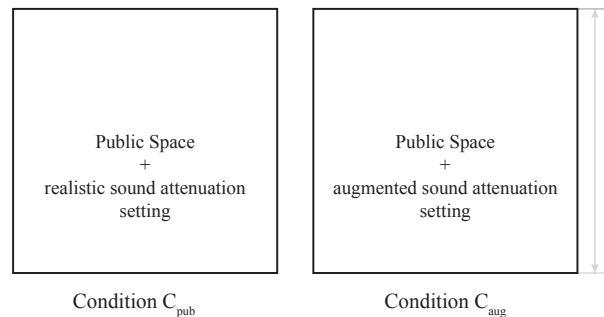 Public Space
+
realistic sound attenuation
setting
Condition C_pub
Public Space
+
augmented sound attenuation
setting
Condition C_aug